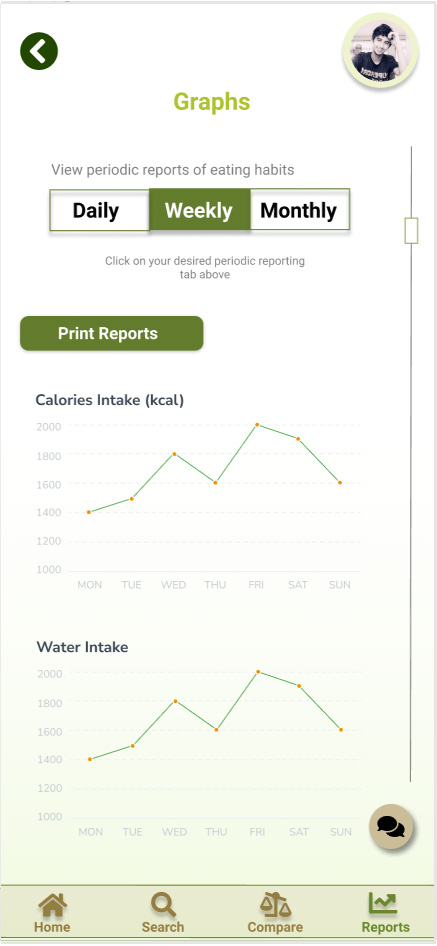 Graphs
View periodic reports of eating habits
Daily Weekly Monthly
Click on your desired periodic reporting
tab above
Print Reports
Calories Intake (kcal)
2000
1800
1600
1400
1200
1000
MON TUE WED THU FRI SAT SUN
Water Intake
2000
1800
1600
1400
1200
1000
MON TUE WED THU FRI SAT SUN
Home Search Compare Reports